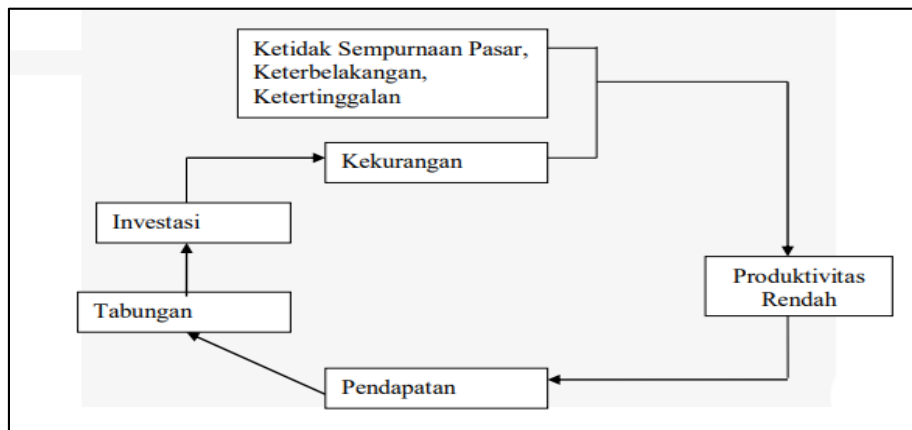 Ketidak Sempurnaan Pasar,
Keterbelakangan,
Ketertinggalan
Kekurangan
Investasi
Produktivitas
Rendah
Tabungan
Pendapatan